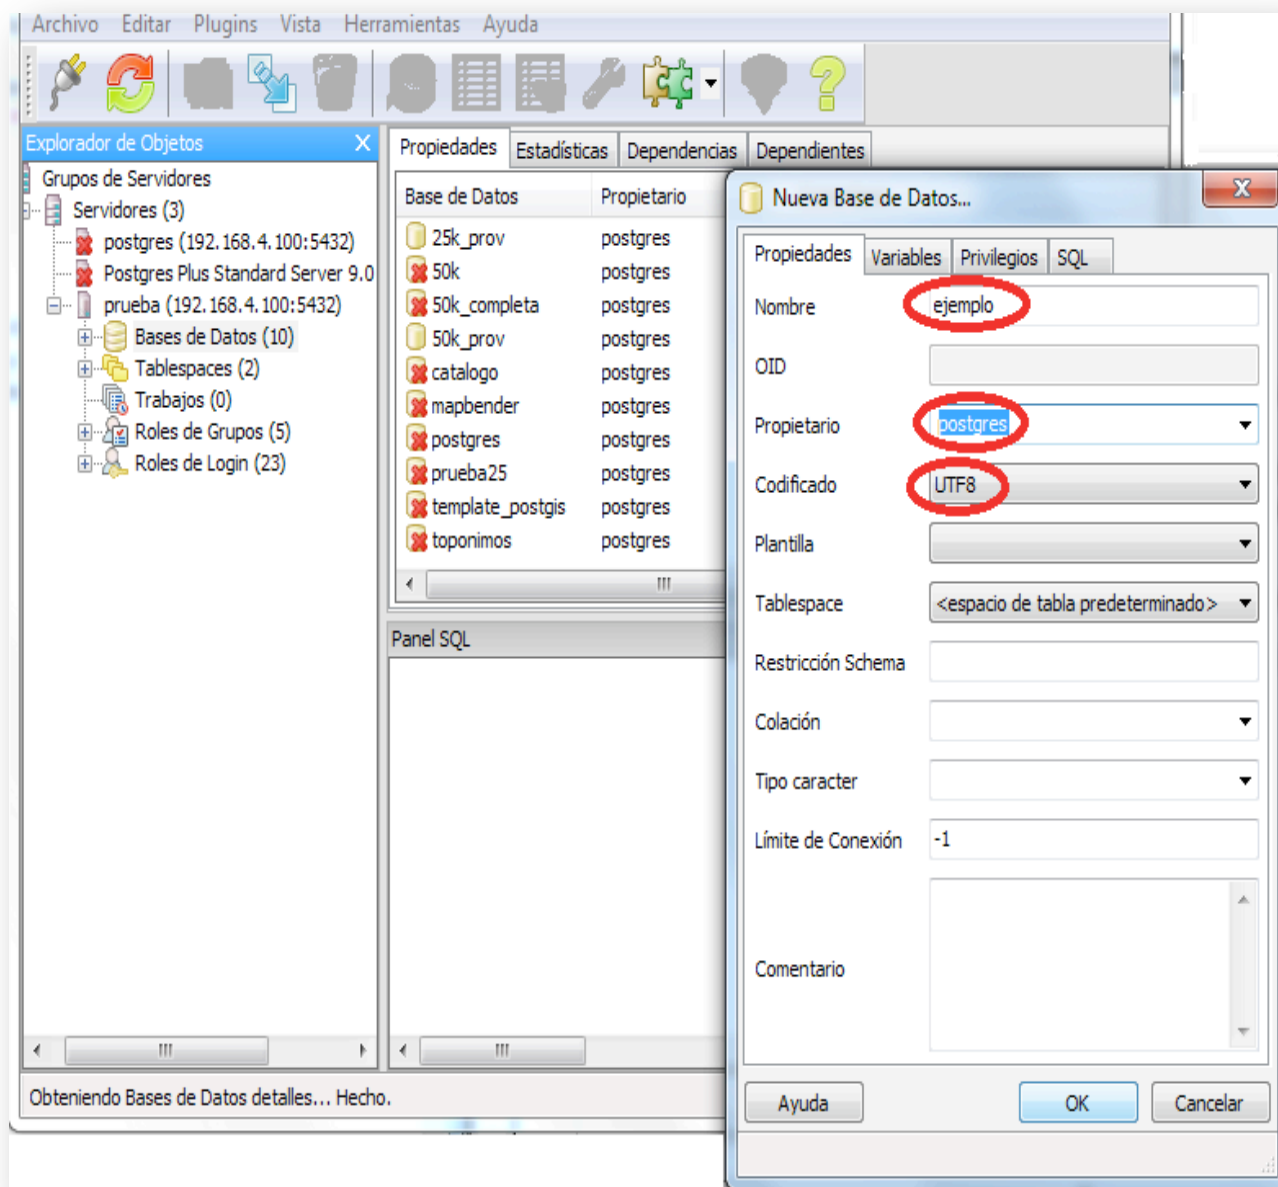 Archivo Editar Plugins Vista Herramientas Ayuda
Explorador de Objetos X
Grupos de Servidores
Servidores (3)
postgres (192.168.4.100:5432)
Postgres Plus Standard Server 9.0
prueba (192.168.4.100:5432)
Bases de Datos (10)
Tablespaces (2)
Trabajos (0)
Roles de Grupos (5)
Roles de Login (23)
Propiedades Estadísticas Dependencias Dependientes
Base de Datos Propietario
25k_prov postgres
50k postgres
50k_completa postgres
50k_prov postgres
catalogo postgres
mapbender postgres
postgres postgres
prueba25 postgres
template_postgis postgres
toponimos postgres
Panel SQL
Obteniendo Bases de Datos detalles... Hecho.
Nueva Base de Datos...
Propiedades Variables Privilegios SQL
Nombre ejemplo
OID
Propietario postgres
Codificado UTF8
Plantilla
Tablespace <espacio de tabla predeterminado>
Restricción Schema
Colación
Tipo caracter
Límite de Conexión -1
Comentario
Ayuda OK Cancelar